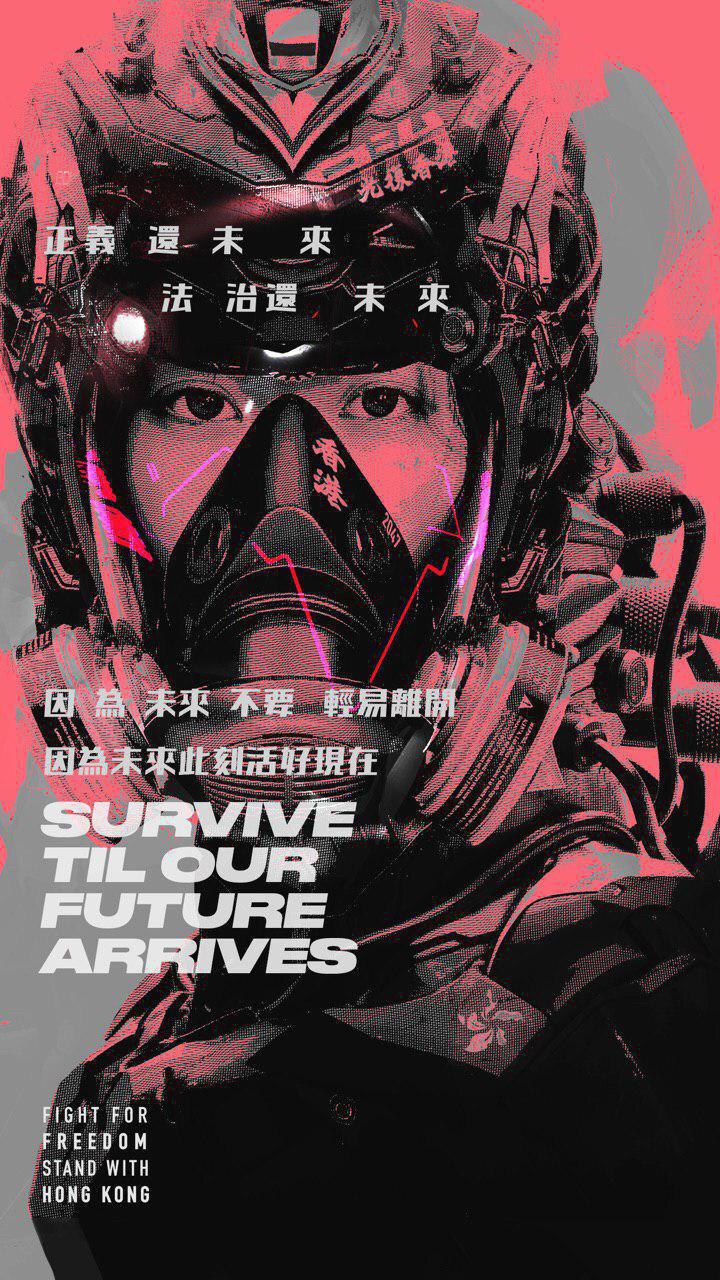 光復香港
正義 還 未 來
法 治還 未 來
香港
2047
因 為 未來 不要 輕易離開
因為未來此刻活好現在
SURVIVE
TIL OUR
FUTURE
ARRIVES
FIGHT FOR
FREEDOM
STAND WITH
HONG KONG